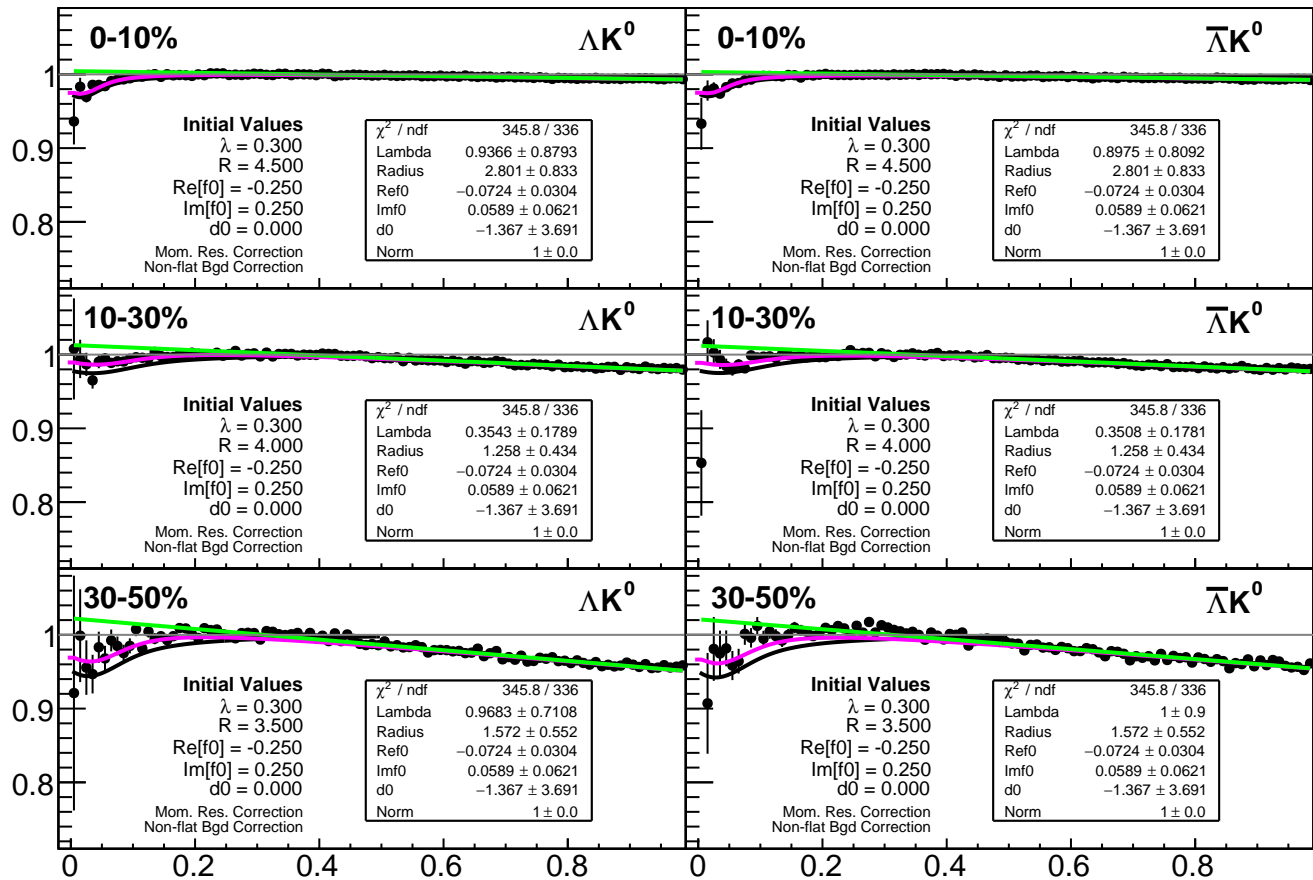 0-10%
ΛK⁰
Initial Values
λ = 0.300
R = 4.500
Re[f0] = -0.250
Im[f0] = 0.250
d0 = 0.000
Mom. Res. Correction
Non-flat Bgd Correction
χ² / ndf 345.8 / 336
Lambda 0.9366 ± 0.8793
Radius 2.801 ± 0.833
Ref0 −0.0724 ± 0.0304
Imf0 0.0589 ± 0.0621
d0 −1.367 ± 3.691
Norm 1 ± 0.0
1
0.9
0.8
0-10%
Λ̅K⁰
Initial Values
λ = 0.300
R = 4.500
Re[f0] = -0.250
Im[f0] = 0.250
d0 = 0.000
Mom. Res. Correction
Non-flat Bgd Correction
χ² / ndf 345.8 / 336
Lambda 0.8975 ± 0.8092
Radius 2.801 ± 0.833
Ref0 −0.0724 ± 0.0304
Imf0 0.0589 ± 0.0621
d0 −1.367 ± 3.691
Norm 1 ± 0.0
10-30%
ΛK⁰
Initial Values
λ = 0.300
R = 4.000
Re[f0] = -0.250
Im[f0] = 0.250
d0 = 0.000
Mom. Res. Correction
Non-flat Bgd Correction
χ² / ndf 345.8 / 336
Lambda 0.3543 ± 0.1789
Radius 1.258 ± 0.434
Ref0 −0.0724 ± 0.0304
Imf0 0.0589 ± 0.0621
d0 −1.367 ± 3.691
Norm 1 ± 0.0
1
0.9
0.8
10-30%
Λ̅K⁰
Initial Values
λ = 0.300
R = 4.000
Re[f0] = -0.250
Im[f0] = 0.250
d0 = 0.000
Mom. Res. Correction
Non-flat Bgd Correction
χ² / ndf 345.8 / 336
Lambda 0.3508 ± 0.1781
Radius 1.258 ± 0.434
Ref0 −0.0724 ± 0.0304
Imf0 0.0589 ± 0.0621
d0 −1.367 ± 3.691
Norm 1 ± 0.0
30-50%
ΛK⁰
Initial Values
λ = 0.300
R = 3.500
Re[f0] = -0.250
Im[f0] = 0.250
d0 = 0.000
Mom. Res. Correction
Non-flat Bgd Correction
χ² / ndf 345.8 / 336
Lambda 0.9683 ± 0.7108
Radius 1.572 ± 0.552
Ref0 −0.0724 ± 0.0304
Imf0 0.0589 ± 0.0621
d0 −1.367 ± 3.691
Norm 1 ± 0.0
1
0.9
0.8
30-50%
Λ̅K⁰
Initial Values
λ = 0.300
R = 3.500
Re[f0] = -0.250
Im[f0] = 0.250
d0 = 0.000
Mom. Res. Correction
Non-flat Bgd Correction
χ² / ndf 345.8 / 336
Lambda 1 ± 0.9
Radius 1.572 ± 0.552
Ref0 −0.0724 ± 0.0304
Imf0 0.0589 ± 0.0621
d0 −1.367 ± 3.691
Norm 1 ± 0.0
0 0.2 0.4 0.6 0.8 0 0.2 0.4 0.6 0.8